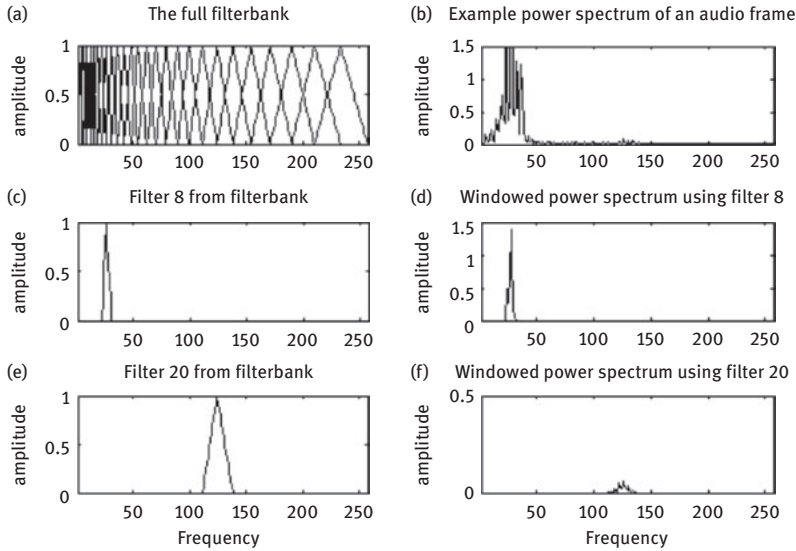 (a) The full filterbank
amplitude
1
0.5
0
50 100 150 200 250
(b) Example power spectrum of an audio frame
amplitude
1.5
1
0.5
0
50 100 150 200 250
(c) Filter 8 from filterbank
amplitude
1
0.5
0
50 100 150 200 250
(d) Windowed power spectrum using filter 8
amplitude
1.5
1
0.5
0
50 100 150 200 250
(e) Filter 20 from filterbank
amplitude
1
0.5
0
50 100 150 200 250
Frequency
(f) Windowed power spectrum using filter 20
amplitude
0.5
0
50 100 150 200 250
Frequency